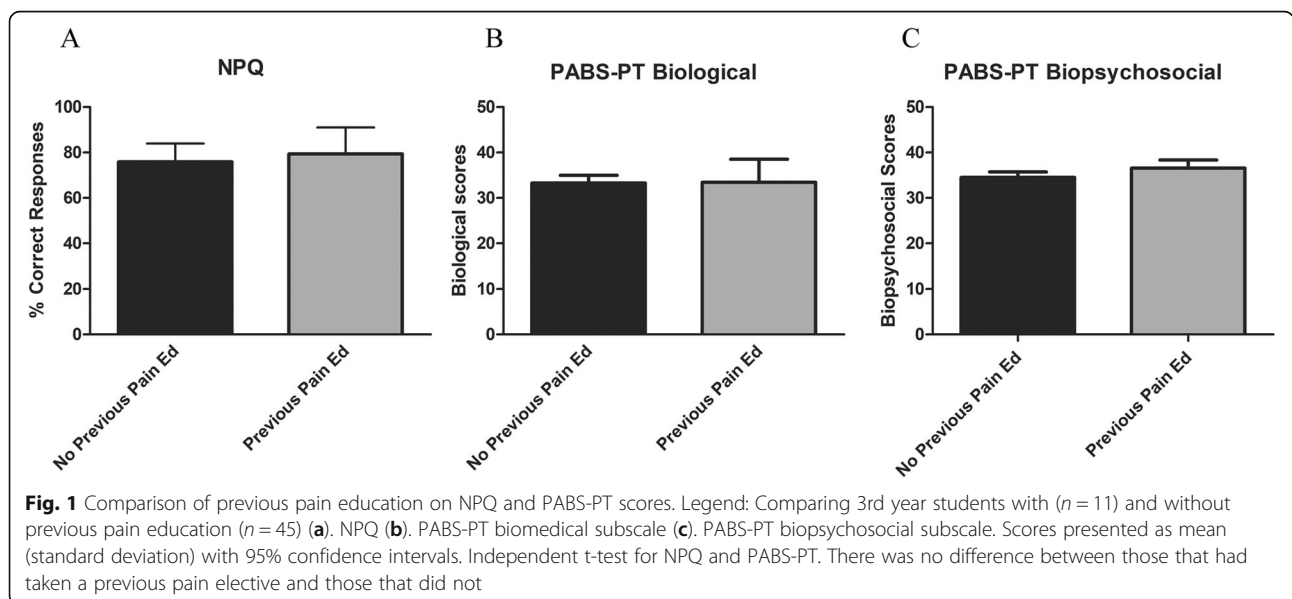 A
NPQ
% Correct Responses
100
80
60
40
20
0
No Previous Pain Ed
Previous Pain Ed
B
PABS-PT Biological
Biological scores
50
40
30
20
10
0
No Previous Pain Ed
Previous Pain Ed
C
PABS-PT Biopsychosocial
Biopsychosocial Scores
50
40
30
20
10
0
No Previous Pain Ed
Previous Pain Ed
Fig. 1 Comparison of previous pain education on NPQ and PABS-PT scores. Legend: Comparing 3rd year students with (n = 11) and without
previous pain education (n = 45) (a). NPQ (b). PABS-PT biomedical subscale (c). PABS-PT biopsychosocial subscale. Scores presented as mean
(standard deviation) with 95% confidence intervals. Independent t-test for NPQ and PABS-PT. There was no difference between those that had
taken a previous pain elective and those that did not